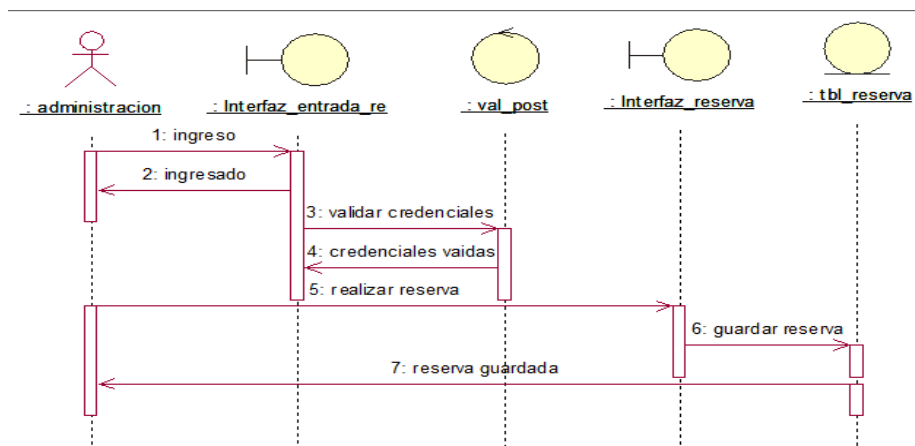 : administracion
: Interfaz_entrada_re
: val_post
: Interfaz_reserva
: tbl_reserva
1: ingreso
2: ingresado
3: validar credenciales
4: credenciales vaidas
5: realizar reserva
6: guardar reserva
7: reserva guardada